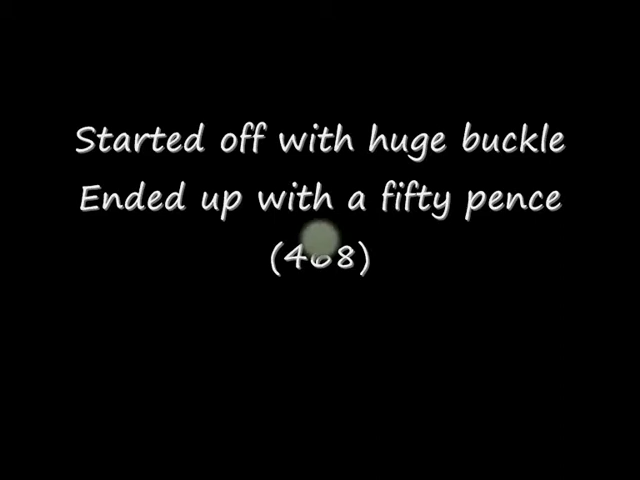 Started off with huge buckle
Ended up with a fifty pence